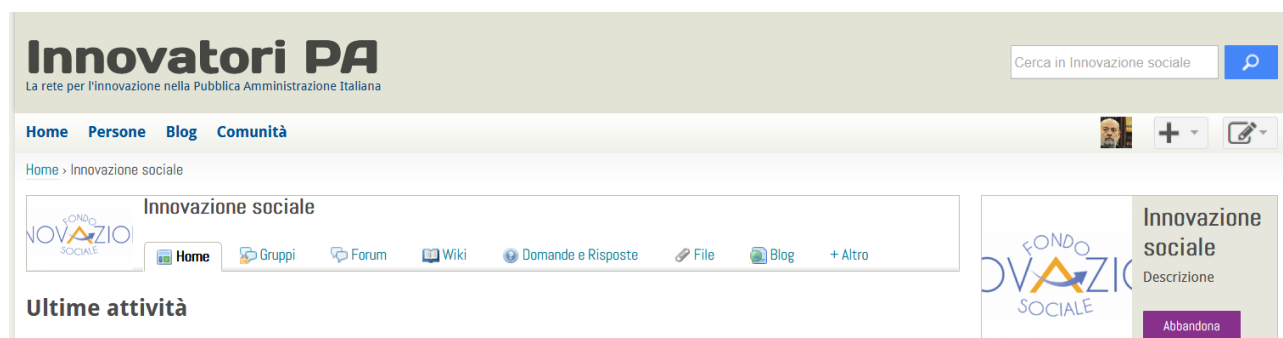 Innovatori PA
La rete per l'innovazione nella Pubblica Amministrazione Italiana
Cerca in Innovazione sociale
Home Persone Blog Comunità
Home › Innovazione sociale
FONDO
NOVAZIO
SOCIALE
Innovazione sociale
Home Gruppi Forum Wiki Domande e Risposte File Blog + Altro
Ultime attività
FONDO
OVAZIO
SOCIALE
Innovazione
sociale
Descrizione
Abbandona